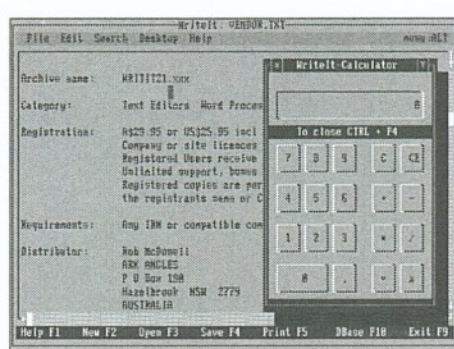 WriteIt: VENDOR.TXT
File Edit Search Desktop Help
menu:ALT
Archive name: WRITIT21.xxx
Category: Text Editors Word Proces
Registration: A$29.95 or US$25.95 incl
Company or site licences
Registered Users receive
Unlimited support, bonus
Registered copies are per
the registrants name or C
Requirements: Any IBM or compatible com
Distributor: Rob McDowell
ARK ANGLES
P O Box 190
Hazelbrook NSW 2779
AUSTRALIA
WriteIt-Calculator
0
To close CTRL + F4
7 8 9 C CE
4 5 6 + -
1 2 3 * /
0 .
Help F1 New F2 Open F3 Save F4 Print F5 DBase F10 Exit F9